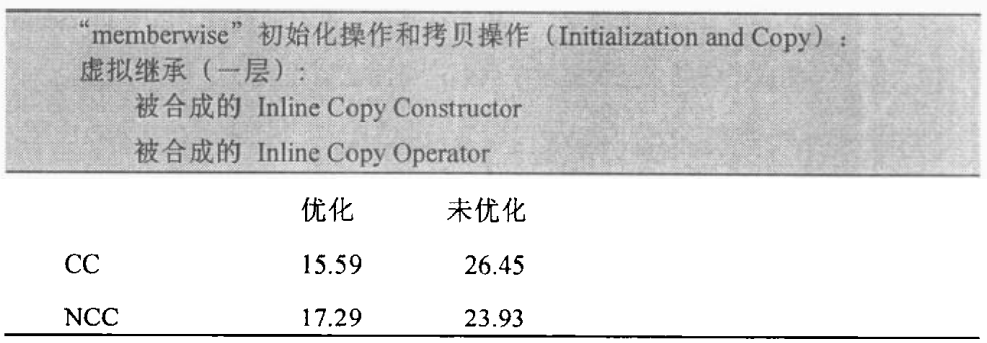 “memberwise”初始化操作和拷贝操作（Initialization and Copy）：
虚拟继承（一层）：
被合成的 Inline Copy Constructor
被合成的 Inline Copy Operator
优化 未优化
CC 15.59 26.45
NCC 17.29 23.93